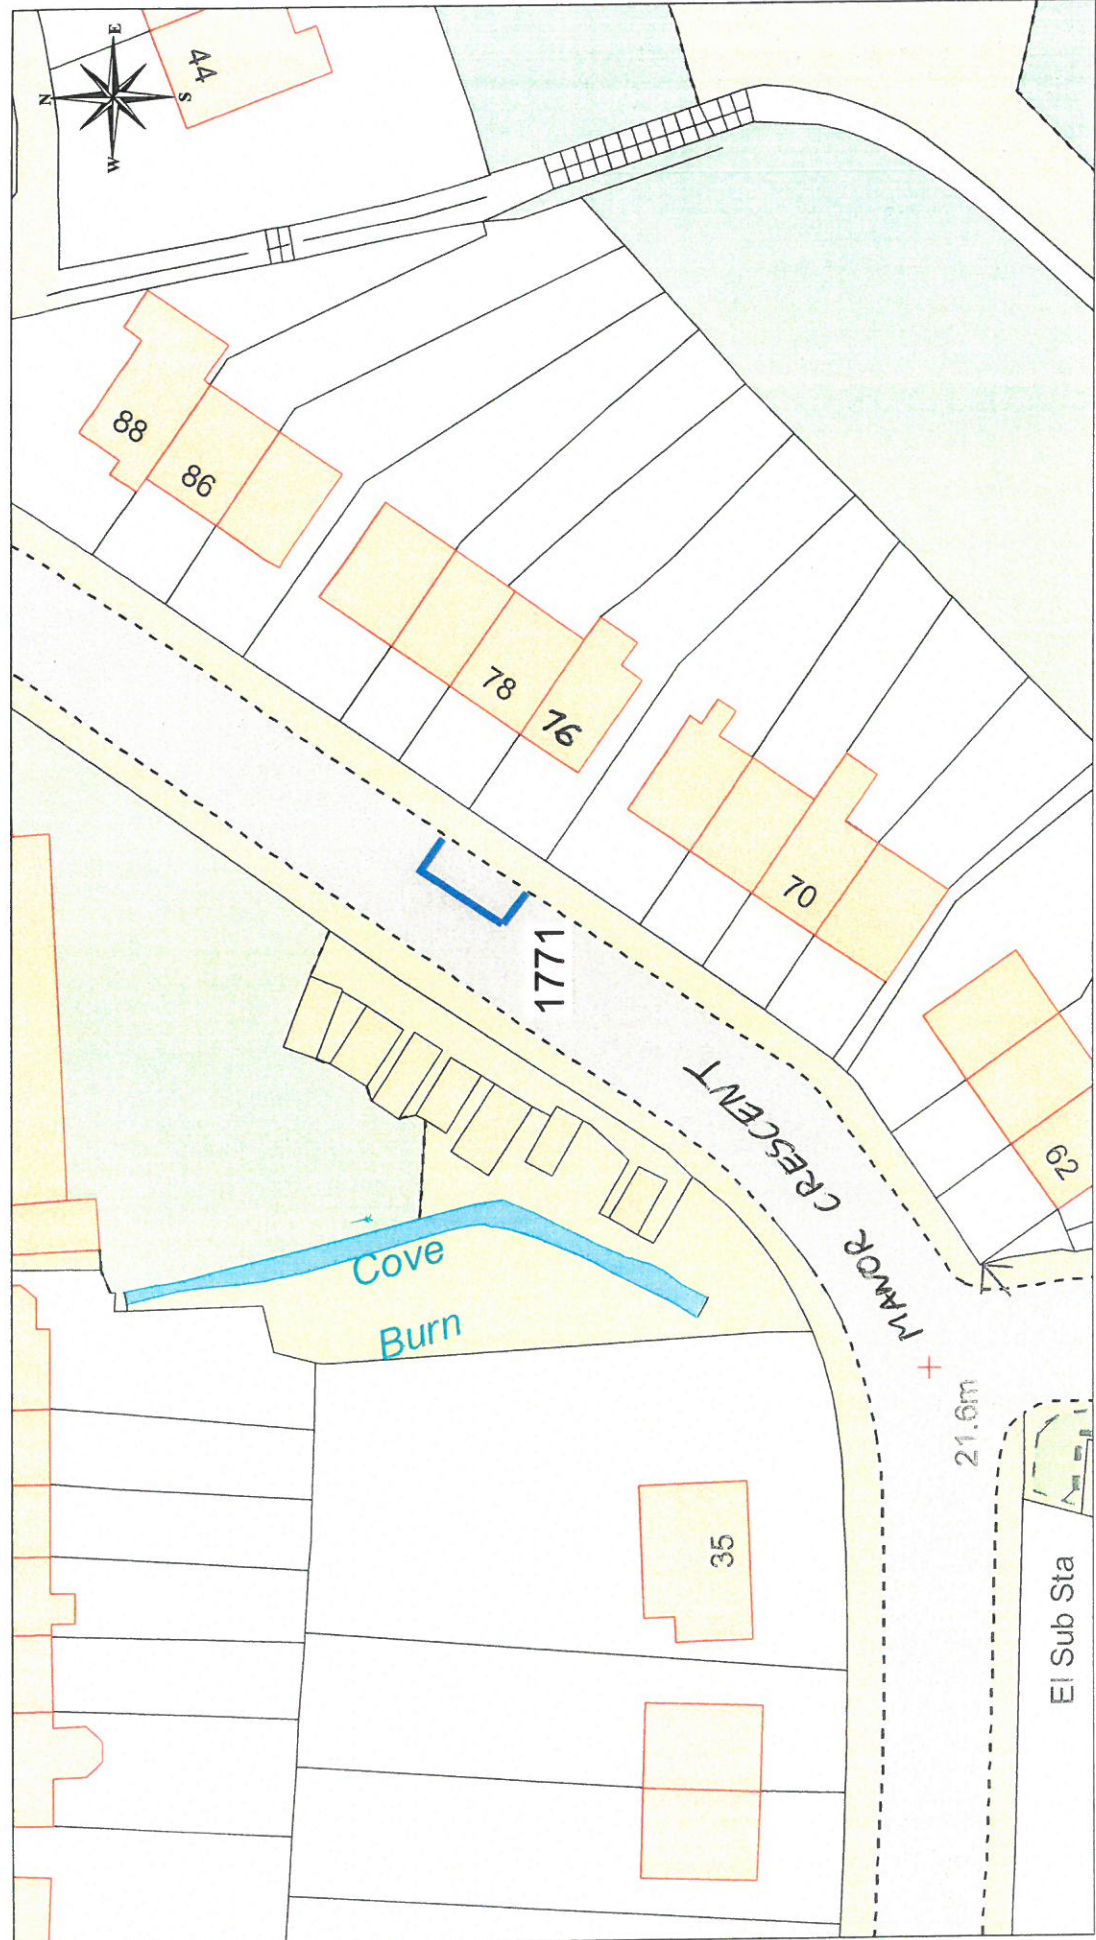 44
N
E
S
W
88
86
78
76
70
1771
MANOR CRESCENT
62
Cove
Burn
21.6m
35
El Sub Sta